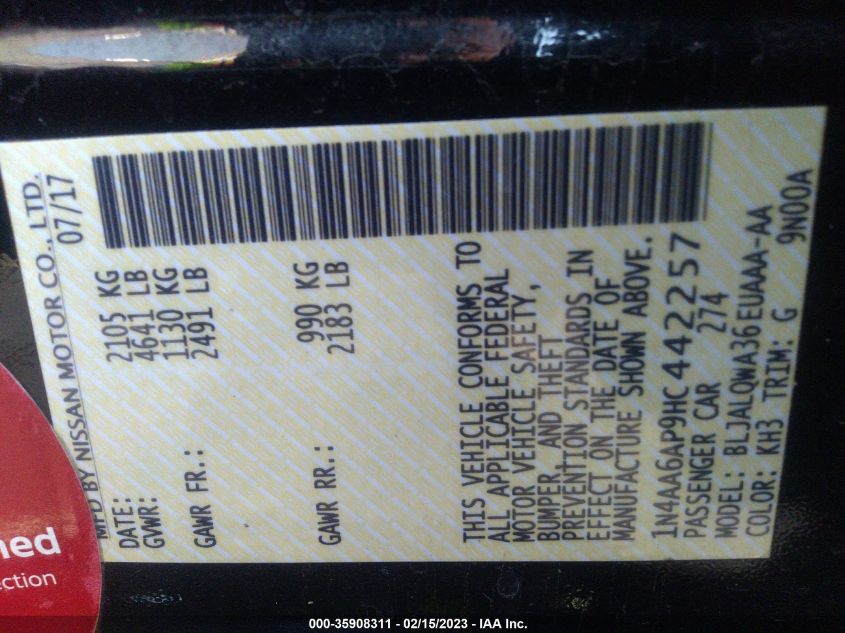 MFD BY NISSAN MOTOR CO., LTD.
DATE: 07/17
GVWR: 2105 KG
4641 LB
GAWR FR.: 1130 KG
2491 LB
GAWR RR.: 990 KG
2183 LB
THIS VEHICLE CONFORMS TO
ALL APPLICABLE FEDERAL
MOTOR VEHICLE SAFETY,
BUMPER, AND THEFT
PREVENTION STANDARDS IN
EFFECT ON THE DATE OF
MANUFACTURE SHOWN ABOVE.
1N4AA6AP9HC442257
PASSENGER CAR 274
MODEL: BLJALQWA36EUAAA-AA
COLOR: KH3 TRIM: G 9N00A
ned
ction
000-35908311 - 02/15/2023 - IAA Inc.